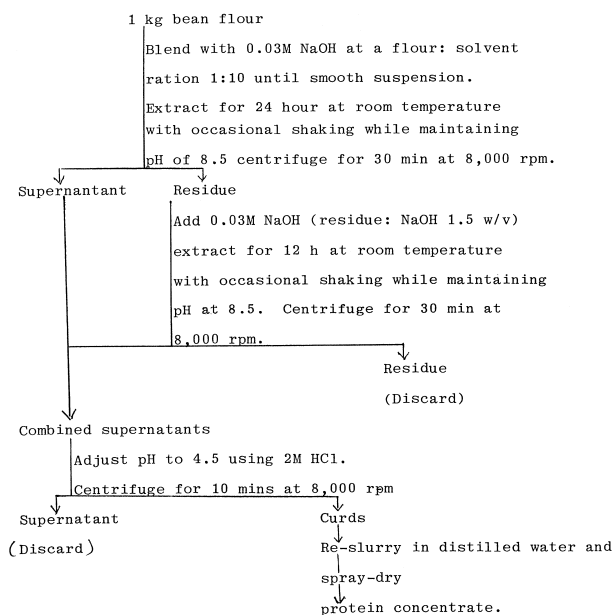 1 kg bean flour
Blend with 0.03M NaOH at a flour: solvent
ration 1:10 until smooth suspension.
Extract for 24 hour at room temperature
with occasional shaking while maintaining
pH of 8.5 centrifuge for 30 min at 8,000 rpm.
Supernantant Residue
Add 0.03M NaOH (residue: NaOH 1.5 w/v)
extract for 12 h at room temperature
with occasional shaking while maintaining
pH at 8.5. Centrifuge for 30 min at
8,000 rpm.
Residue
(Discard)
Combined supernatants
Adjust pH to 4.5 using 2M HCl.
Centrifuge for 10 mins at 8,000 rpm
Supernatant Curds
(Discard) Re-slurry in distilled water and
spray-dry
protein concentrate.